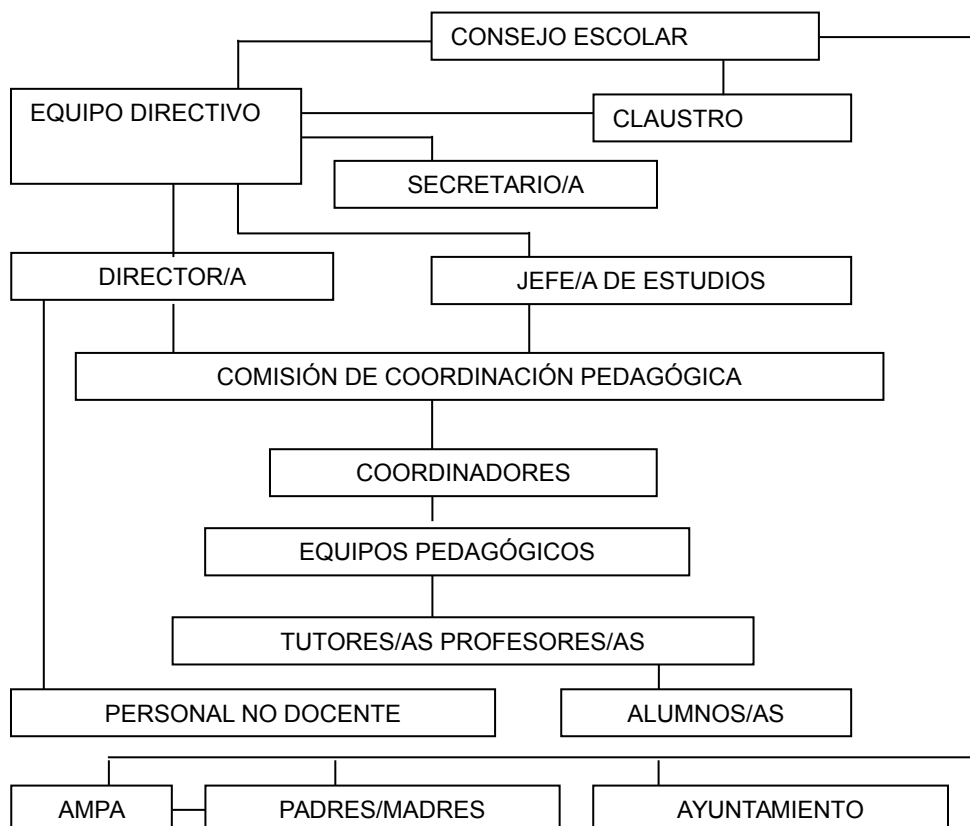 CONSEJO ESCOLAR
EQUIPO DIRECTIVO
CLAUSTRO
SECRETARIO/A
DIRECTOR/A
JEFE/A DE ESTUDIOS
COMISIÓN DE COORDINACIÓN PEDAGÓGICA
COORDINADORES
EQUIPOS PEDAGÓGICOS
TUTORES/AS PROFESORES/AS
PERSONAL NO DOCENTE
ALUMNOS/AS
AMPA
PADRES/MADRES
AYUNTAMIENTO